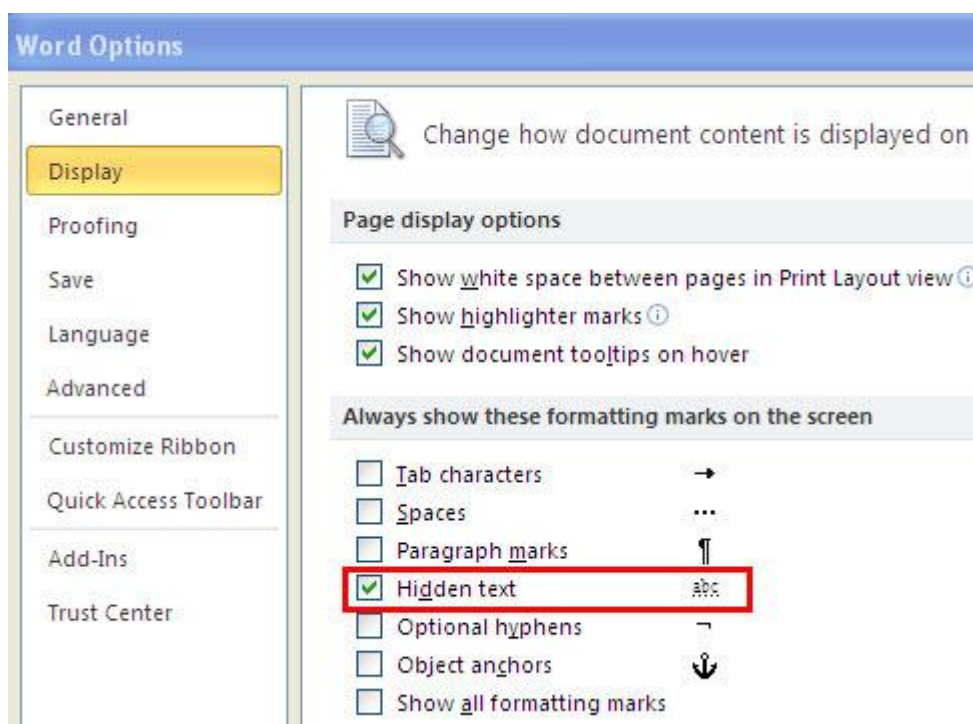 Word Options
General
Display
Proofing
Save
Language
Advanced
Customize Ribbon
Quick Access Toolbar
Add-Ins
Trust Center
Change how document content is displayed on
Page display options
Show white space between pages in Print Layout view
Show highlighter marks
Show document tooltips on hover
Always show these formatting marks on the screen
Tab characters →
Spaces ...
Paragraph marks ¶
Hidden text abc
Optional hyphens ¬
Object anchors
Show all formatting marks